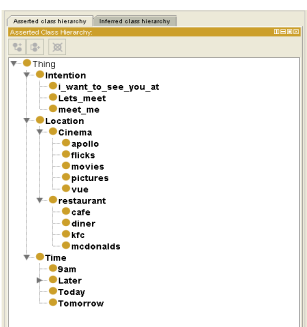 Asserted class hierarchy Inferred class hierarchy
Asserted Class Hierarchy:
Thing
Intention
i_want_to_see_you_at
Lets_meet
meet_me
Location
Cinema
apollo
flicks
movies
pictures
vue
restaurant
cafe
diner
kfc
mcdonalds
Time
9am
Later
Today
Tomorrow